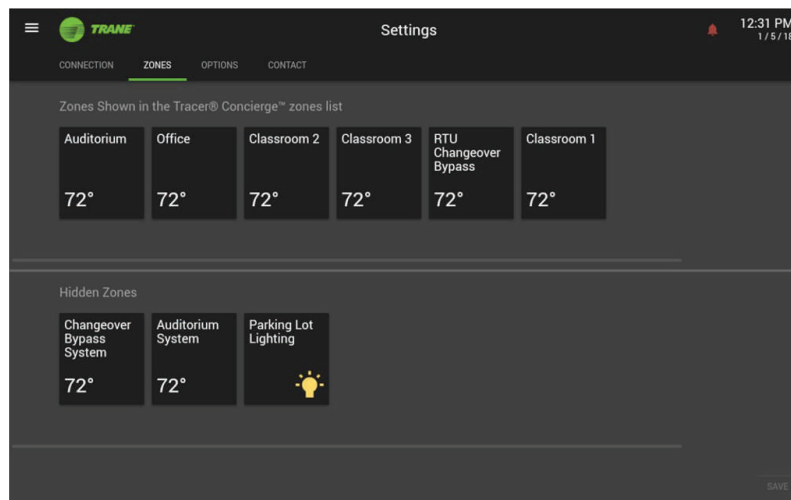 TRANE
Settings
12:31 PM
1 / 5 / 18
CONNECTION ZONES OPTIONS CONTACT
Zones Shown in the Tracer® Concierge™ zones list
Auditorium
72°
Office
72°
Classroom 2
72°
Classroom 3
72°
RTU
Changeover
Bypass
72°
Classroom 1
72°
Hidden Zones
Changeover
Bypass
System
72°
Auditorium
System
72°
Parking Lot
Lighting
SAVE